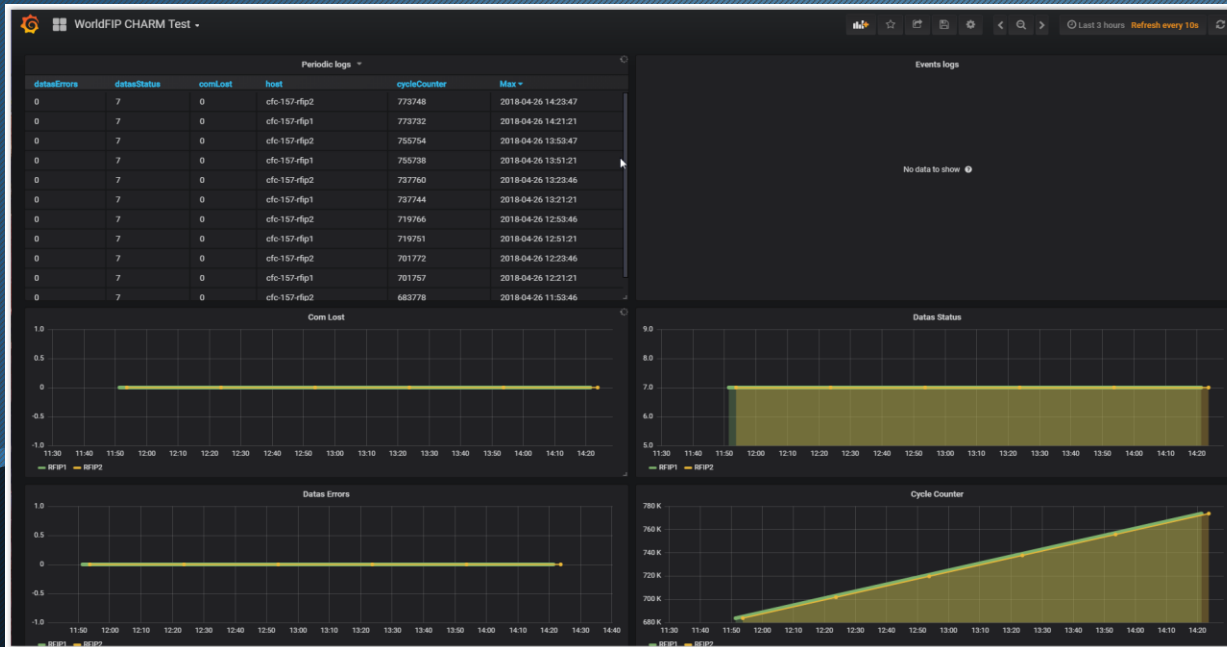 WorldFIP CHARM Test
Last 3 hours Refresh every 10s
Periodic logs
datasErrors datasStatus comLost host cycleCounter Max
0 7 0 cfc-157-rfip2 773748 2018-04-26 14:23:47
0 7 0 cfc-157-rfip1 773732 2018-04-26 14:21:21
0 7 0 cfc-157-rfip2 755754 2018-04-26 13:53:47
0 7 0 cfc-157-rfip1 755738 2018-04-26 13:51:21
0 7 0 cfc-157-rfip2 737760 2018-04-26 13:23:46
0 7 0 cfc-157-rfip1 737744 2018-04-26 13:21:21
0 7 0 cfc-157-rfip2 719766 2018-04-26 12:53:46
0 7 0 cfc-157-rfip1 719751 2018-04-26 12:51:21
0 7 0 cfc-157-rfip2 701772 2018-04-26 12:23:46
0 7 0 cfc-157-rfip1 701757 2018-04-26 12:21:21
0 7 0 cfc-157-rfip2 683778 2018-04-26 11:53:46
Events logs
No data to show
Com Lost
1.0
0.5
0
-0.5
-1.0
11:30 11:40 11:50 12:00 12:10 12:20 12:30 12:40 12:50 13:00 13:10 13:20 13:30 13:40 13:50 14:00 14:10 14:20
RFIP1 RFIP2
Datas Status
9.0
8.0
7.0
6.0
5.0
11:30 11:40 11:50 12:00 12:10 12:20 12:30 12:40 12:50 13:00 13:10 13:20 13:30 13:40 13:50 14:00 14:10 14:20
RFIP1 RFIP2
Datas Errors
1.0
0.5
0
-0.5
-1.0
11:50 12:00 12:10 12:20 12:30 12:40 12:50 13:00 13:10 13:20 13:30 13:40 13:50 14:00 14:10 14:20 14:30 14:40
RFIP1 RFIP2
Cycle Counter
780 K
760 K
740 K
720 K
700 K
680 K
11:30 11:40 11:50 12:00 12:10 12:20 12:30 12:40 12:50 13:00 13:10 13:20 13:30 13:40 13:50 14:00 14:10 14:20
RFIP1 RFIP2